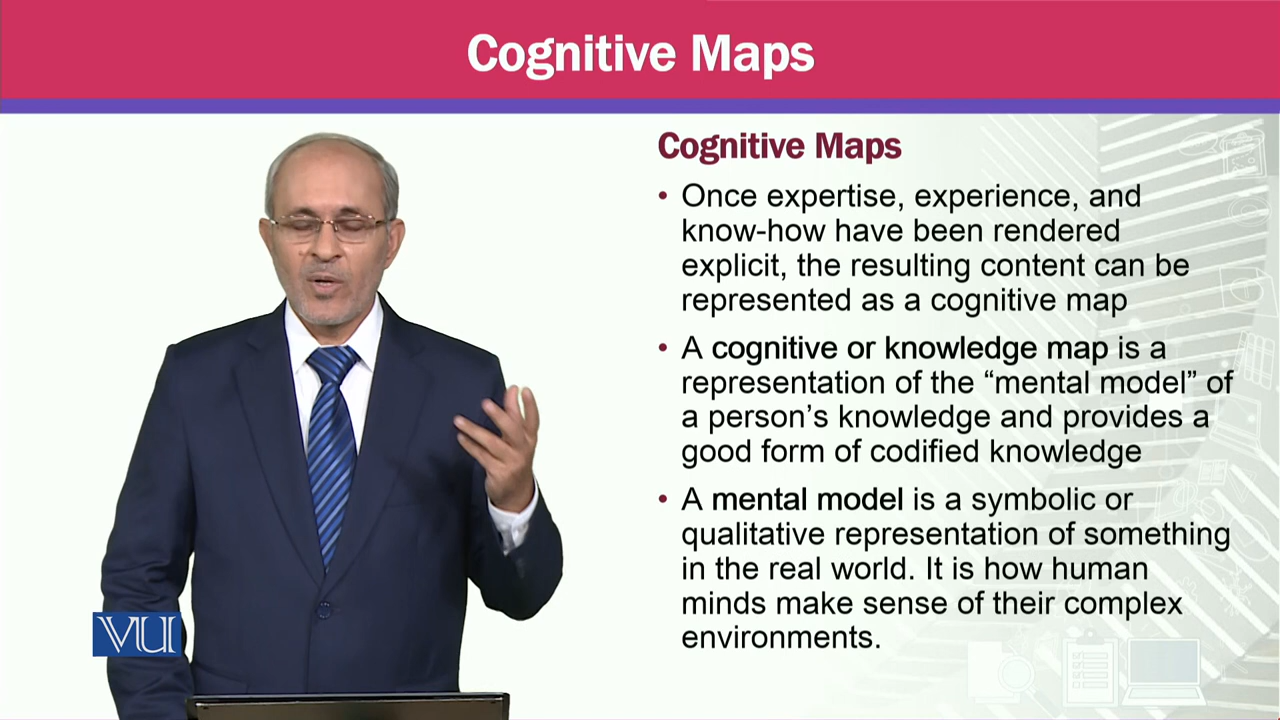 Cognitive Maps
Cognitive Maps
• Once expertise, experience, and
know-how have been rendered
explicit, the resulting content can be
represented as a cognitive map
• A cognitive or knowledge map is a
representation of the “mental model” of
a person’s knowledge and provides a
good form of codified knowledge
• A mental model is a symbolic or
qualitative representation of something
in the real world. It is how human
minds make sense of their complex
environments.
VU